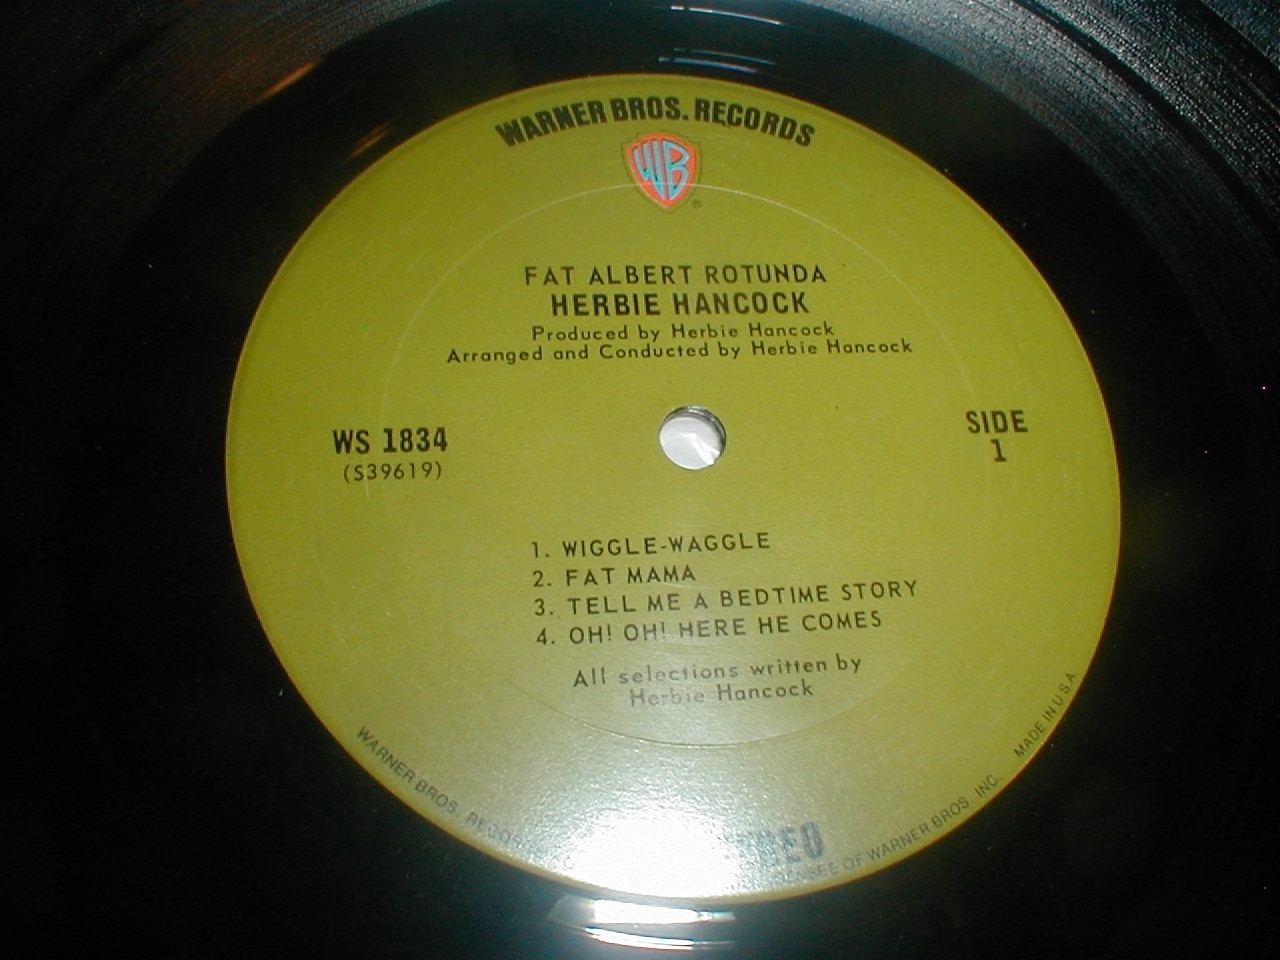 WARNER BROS. RECORDS
WB
®
FAT ALBERT ROTUNDA
HERBIE HANCOCK
Produced by Herbie Hancock
Arranged and Conducted by Herbie Hancock
WS 1834
(S39619)
SIDE
1
1. WIGGLE-WAGGLE
2. FAT MAMA
3. TELL ME A BEDTIME STORY
4. OH! OH! HERE HE COMES
All selections written by
Herbie Hancock
WARNER BROS. OF WARNER BROS. INC. MADE IN U.S.A.